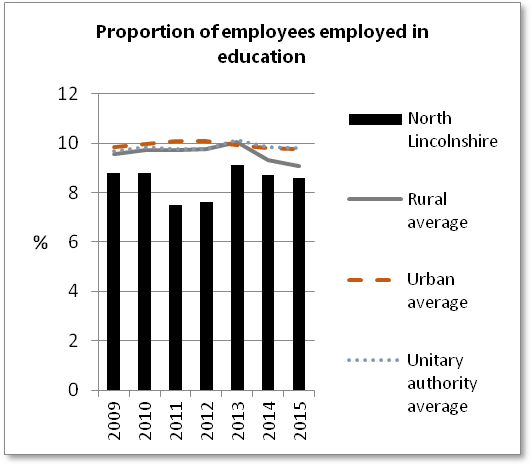 Proportion of employees employed in
education
12
10
8
6
4
2
0
%
2009
2010
2011
2012
2013
2014
2015
North
Lincolnshire
Rural
average
Urban
average
Unitary
authority
average